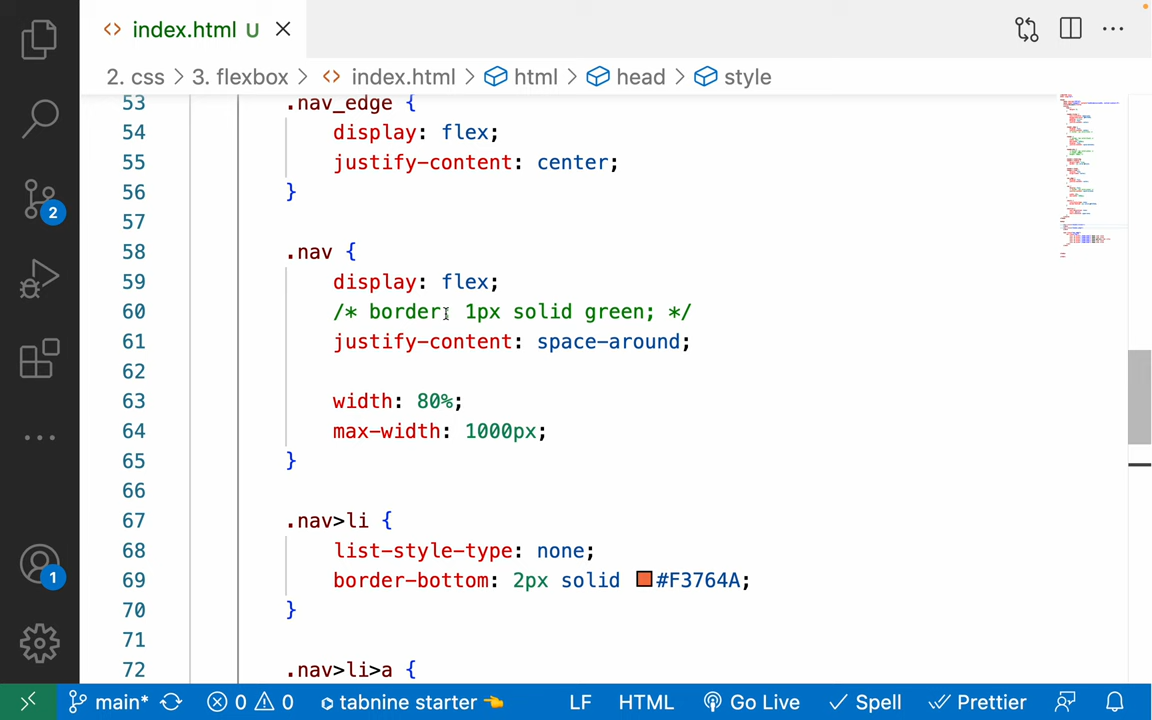 index.html U
2. css > 3. flexbox > index.html > html > head > style
53 .nav_edge {
54 display: flex;
55 justify-content: center;
56 }
57
58 .nav {
59 display: flex;
60 /* border: 1px solid green; */
61 justify-content: space-around;
62
63 width: 80%;
64 max-width: 1000px;
65 }
66
67 .nav>li {
68 list-style-type: none;
69 border-bottom: 2px solid #F3764A;
70 }
71
72 .nav>li>a {
2
1
main* 0 0 tabnine starter LF HTML Go Live Spell Prettier